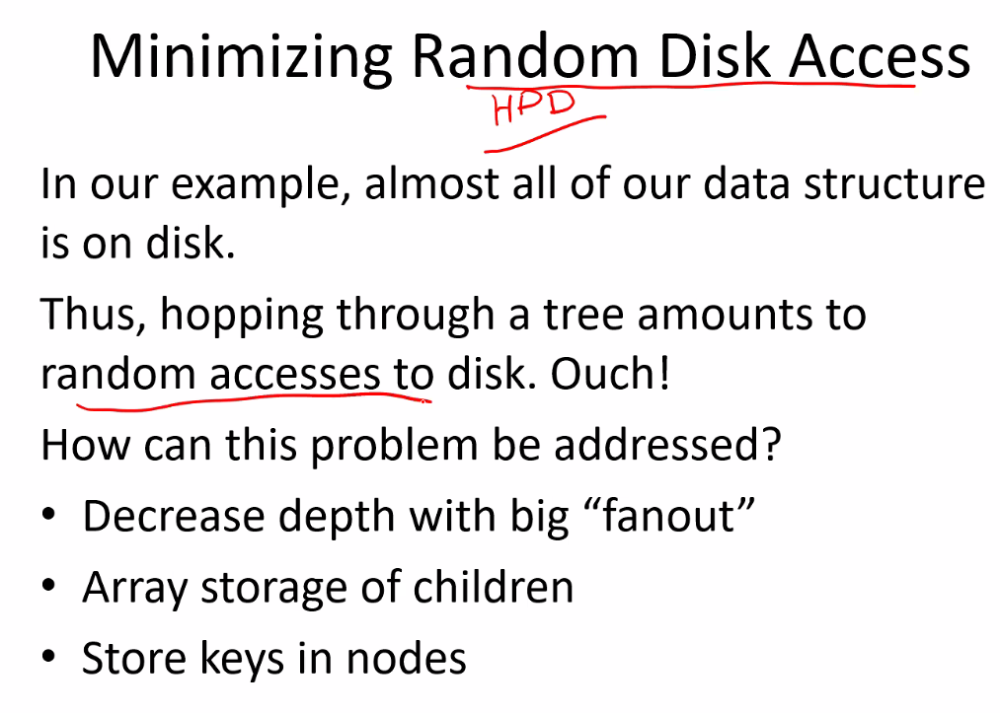 Minimizing Random Disk Access
HPD
In our example, almost all of our data structure
is on disk.
Thus, hopping through a tree amounts to
random accesses to disk. Ouch!
How can this problem be addressed?
• Decrease depth with big “fanout”
• Array storage of children
• Store keys in nodes